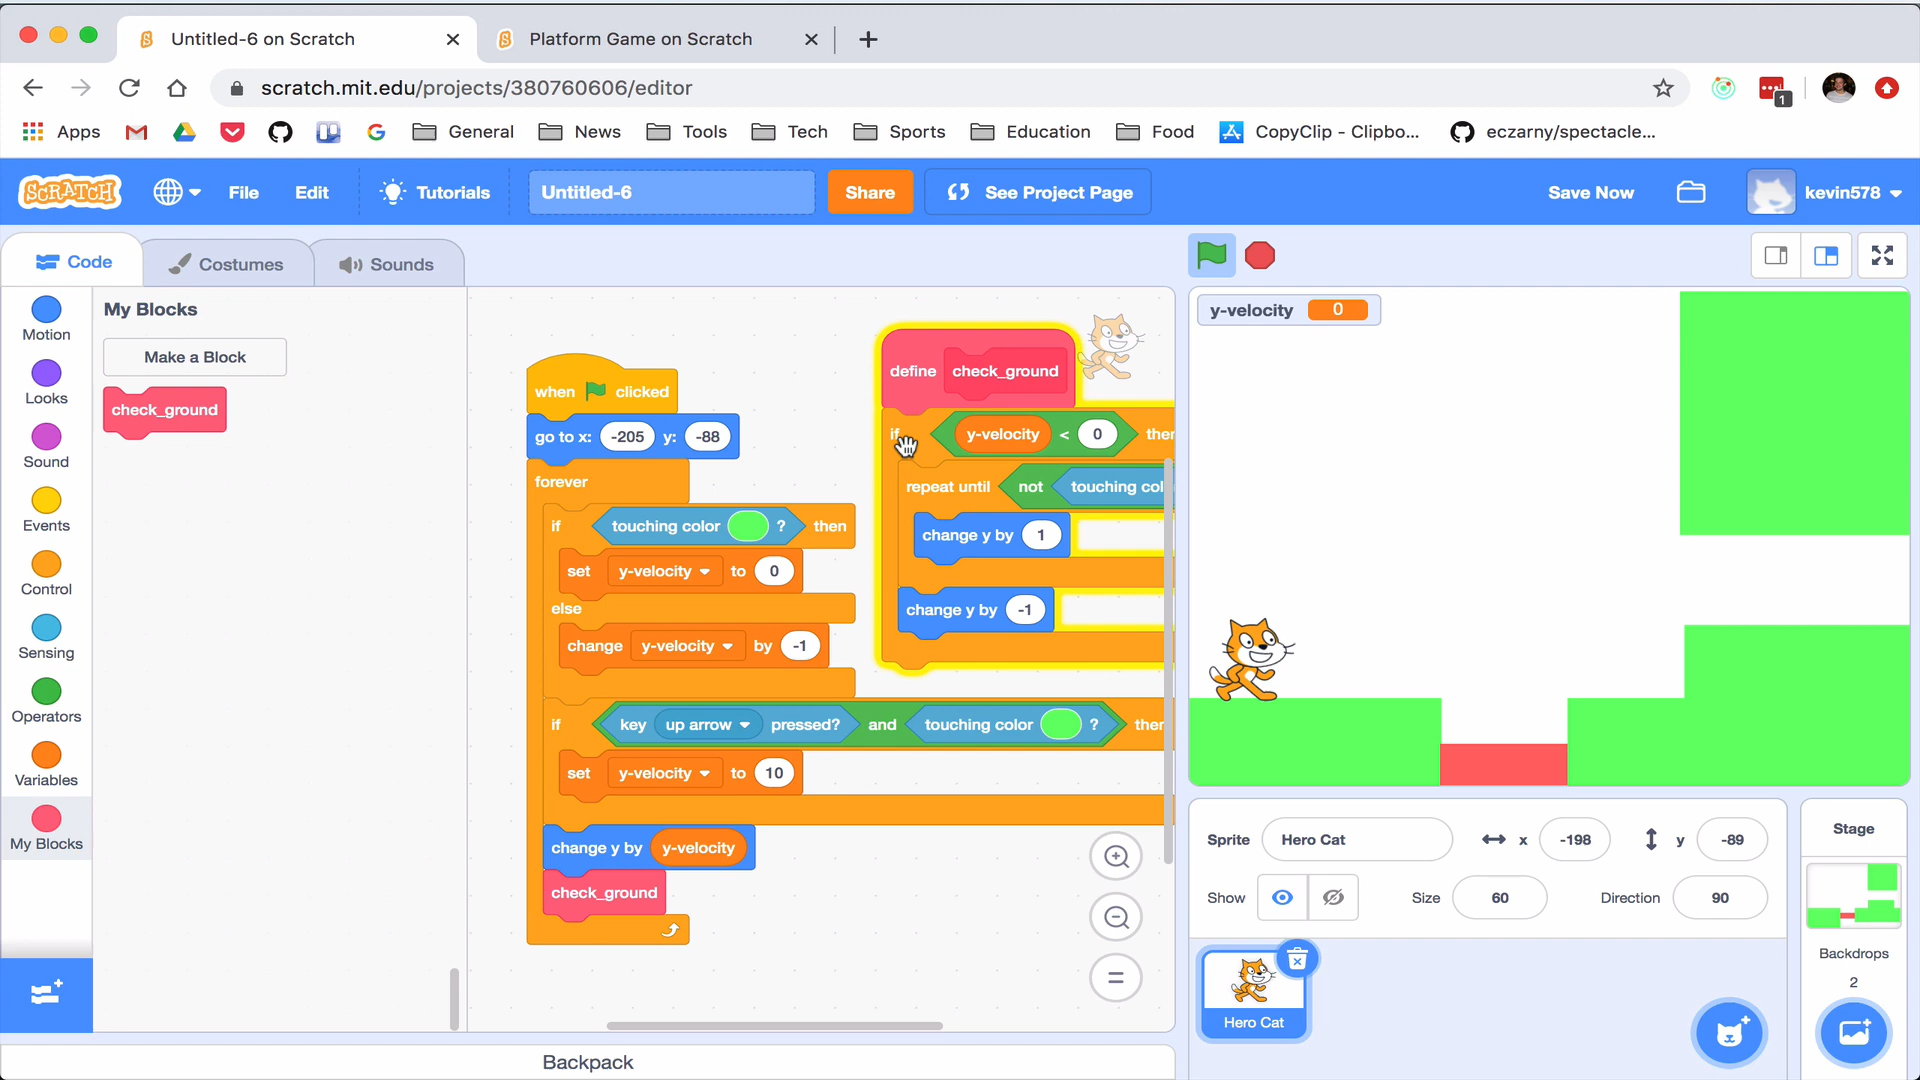 Untitled-6 on Scratch
Platform Game on Scratch
scratch.mit.edu/projects/380760606/editor
1
Apps
General
News
Tools
Tech
Sports
Education
Food
CopyClip - Clipbo...
eczarny/spectacle...
SCRATCH
File
Edit
Tutorials
Untitled-6
Share
See Project Page
Save Now
kevin578
Code
Costumes
Sounds
Motion
Looks
Sound
Events
Control
Sensing
Operators
Variables
My Blocks
My Blocks
Make a Block
check_ground
when clicked
go to x: -205 y: -88
forever
if touching color ? then
set y-velocity to 0
else
change y-velocity by -1
if key up arrow pressed? and touching color ? then
set y-velocity to 10
change y by y-velocity
check_ground
define check_ground
if y-velocity < 0 then
repeat until not touching col
change y by 1
change y by -1
Backpack
y-velocity 0
Sprite Hero Cat x -198 y -89
Show Size 60 Direction 90
Hero Cat
Stage
Backdrops
2